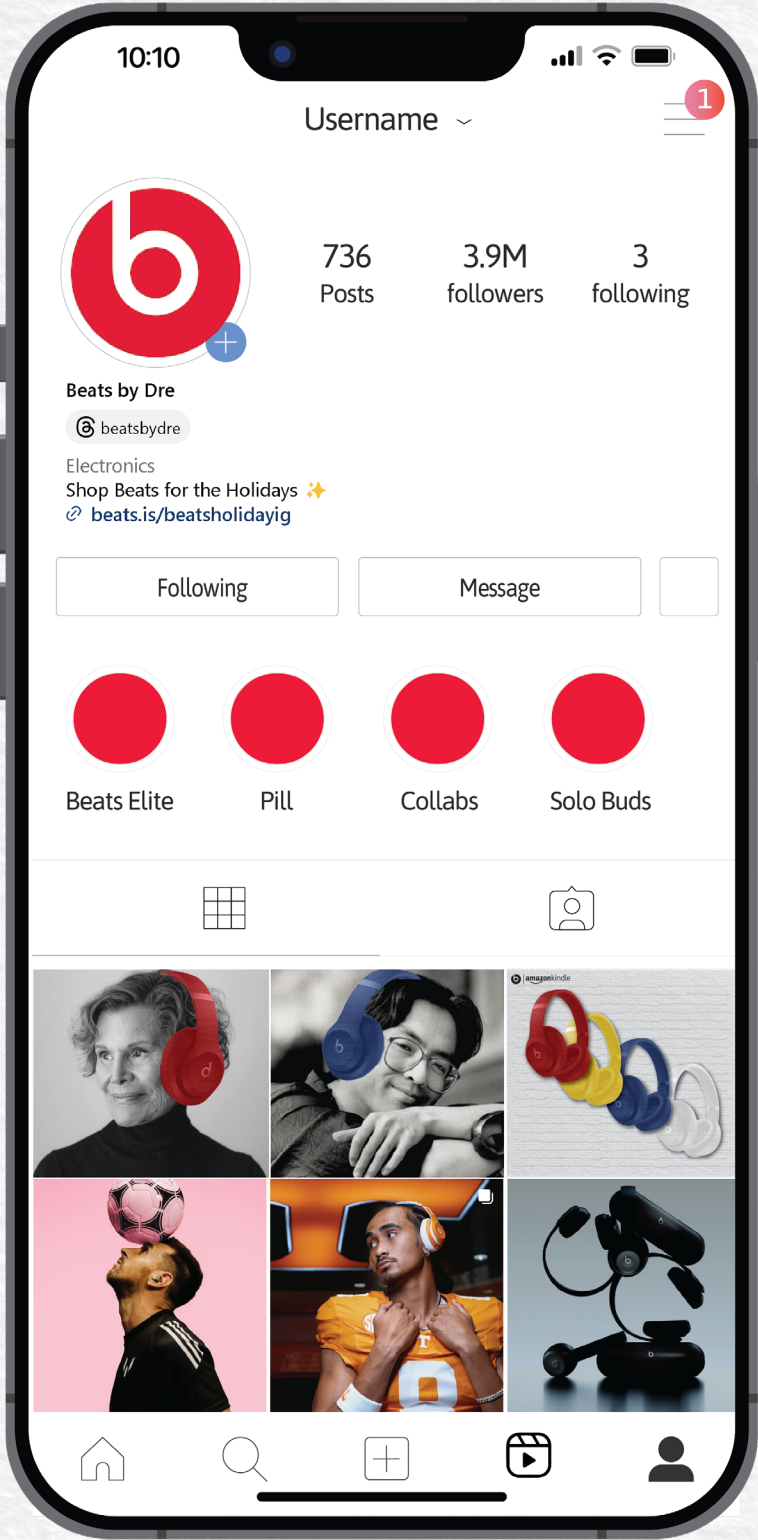 10:10
Username
1
b
736 3.9M 3
Posts followers following
Beats by Dre
beatsbydre
Electronics
Shop Beats for the Holidays ✨
beats.is/beatsholidayig
Following Message
Beats Elite Pill Collabs Solo Buds
b | amazonkindle
T
0